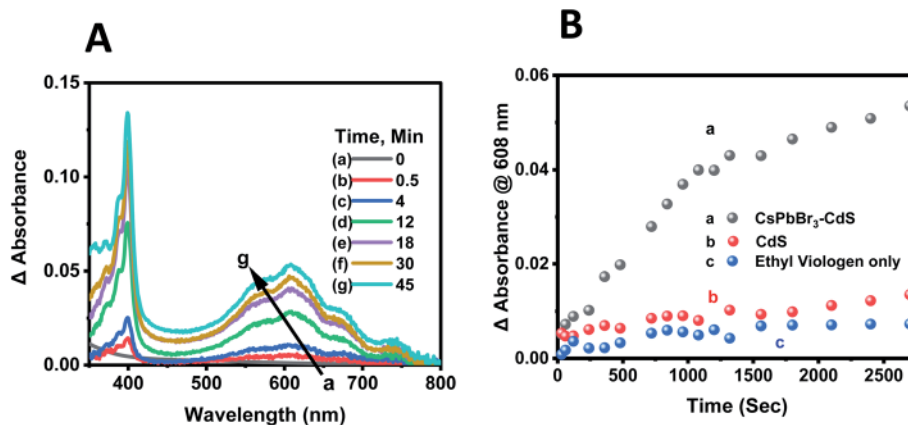 A
B
0.15
0.10
0.05
0.00
Δ Absorbance
Time, Min
(a) 0
(b) 0.5
(c) 4
(d) 12
(e) 18
(f) 30
(g) 45
g
a
400 500 600 700 800
Wavelength (nm)
0.06
0.04
0.02
0.000
Δ Absorbance @ 608 nm
a
a CsPbBr₃-CdS
b CdS
c Ethyl Viologen only
b
c
0 500 1000 1500 2000 2500
Time (Sec)